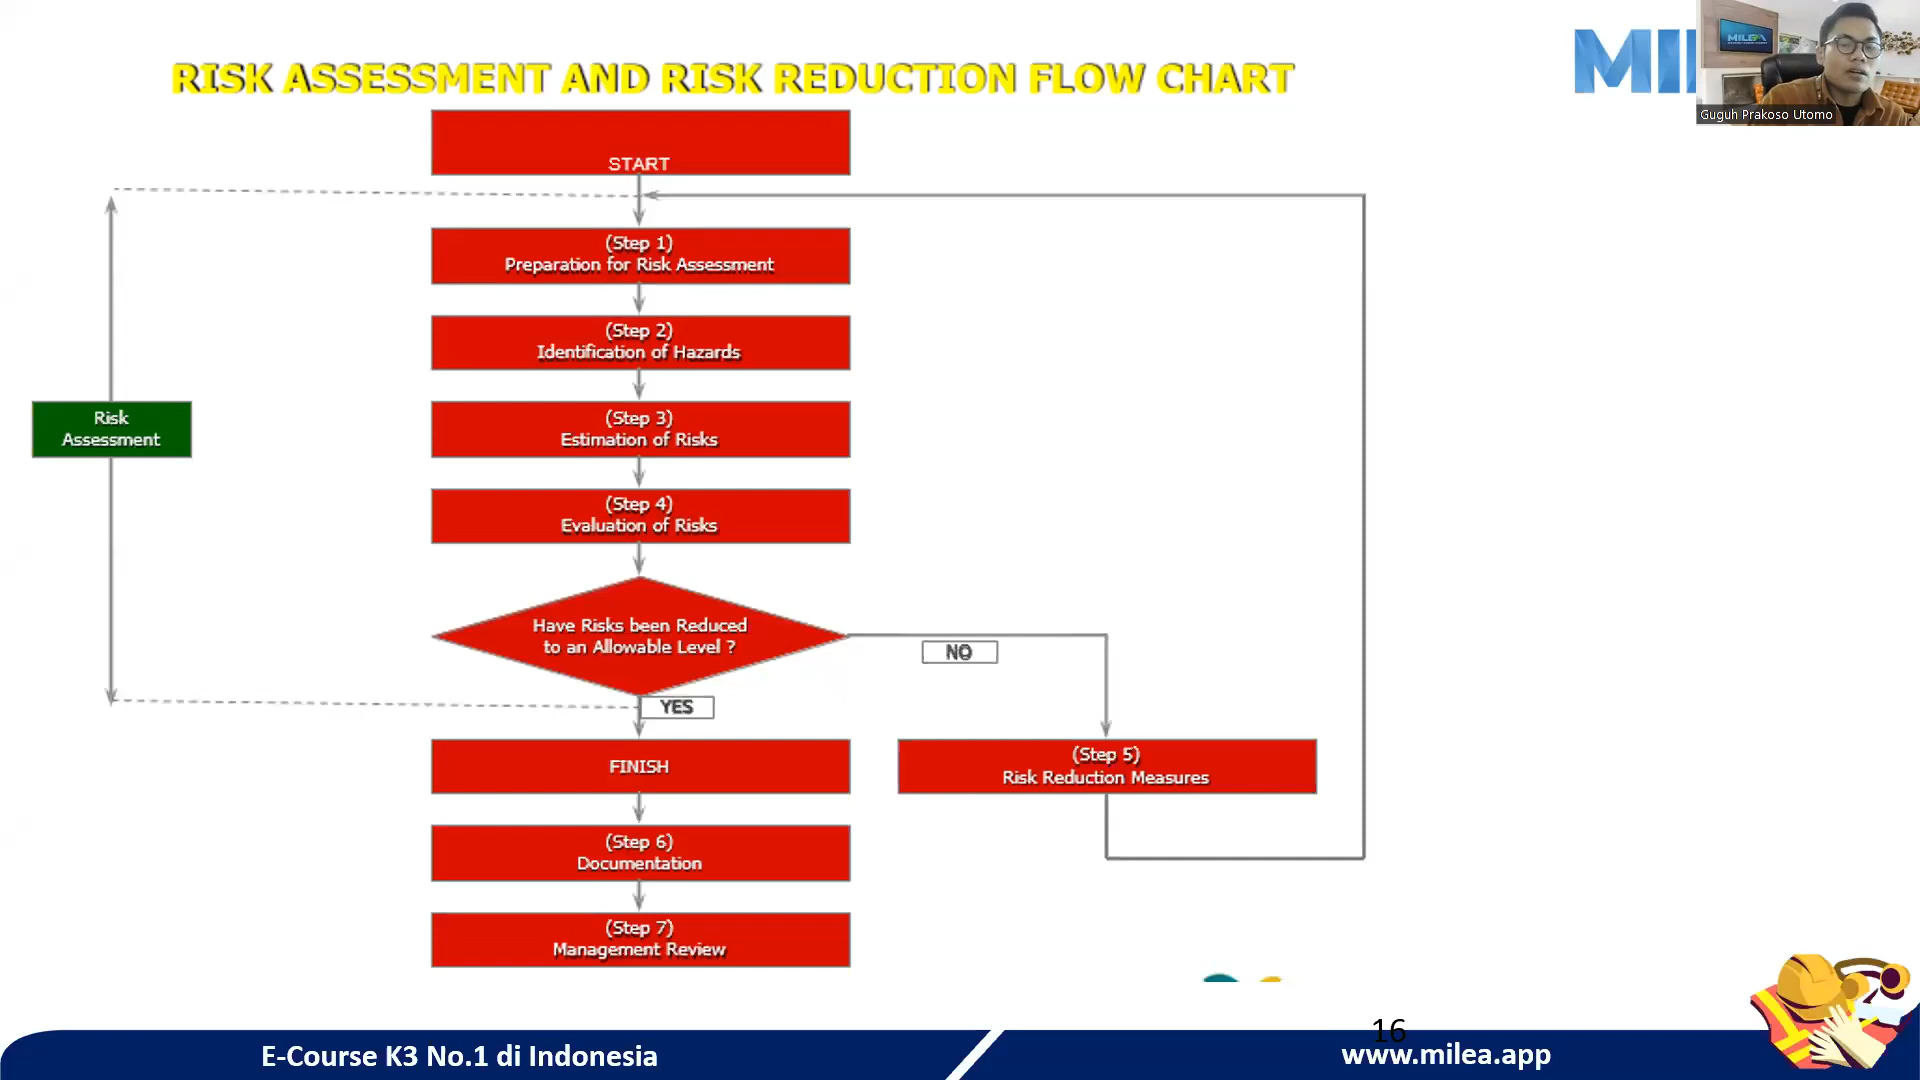 RISK ASSESSMENT AND RISK REDUCTION FLOW CHART
MILEA
Guguh Prakoso Utomo
START
(Step 1)
Preparation for Risk Assessment
(Step 2)
Identification of Hazards
Risk
Assessment
(Step 3)
Estimation of Risks
(Step 4)
Evaluation of Risks
Have Risks been Reduced
to an Allowable Level ?
NO
YES
FINISH
(Step 5)
Risk Reduction Measures
(Step 6)
Documentation
(Step 7)
Management Review
16
E-Course K3 No.1 di Indonesia
www.milea.app